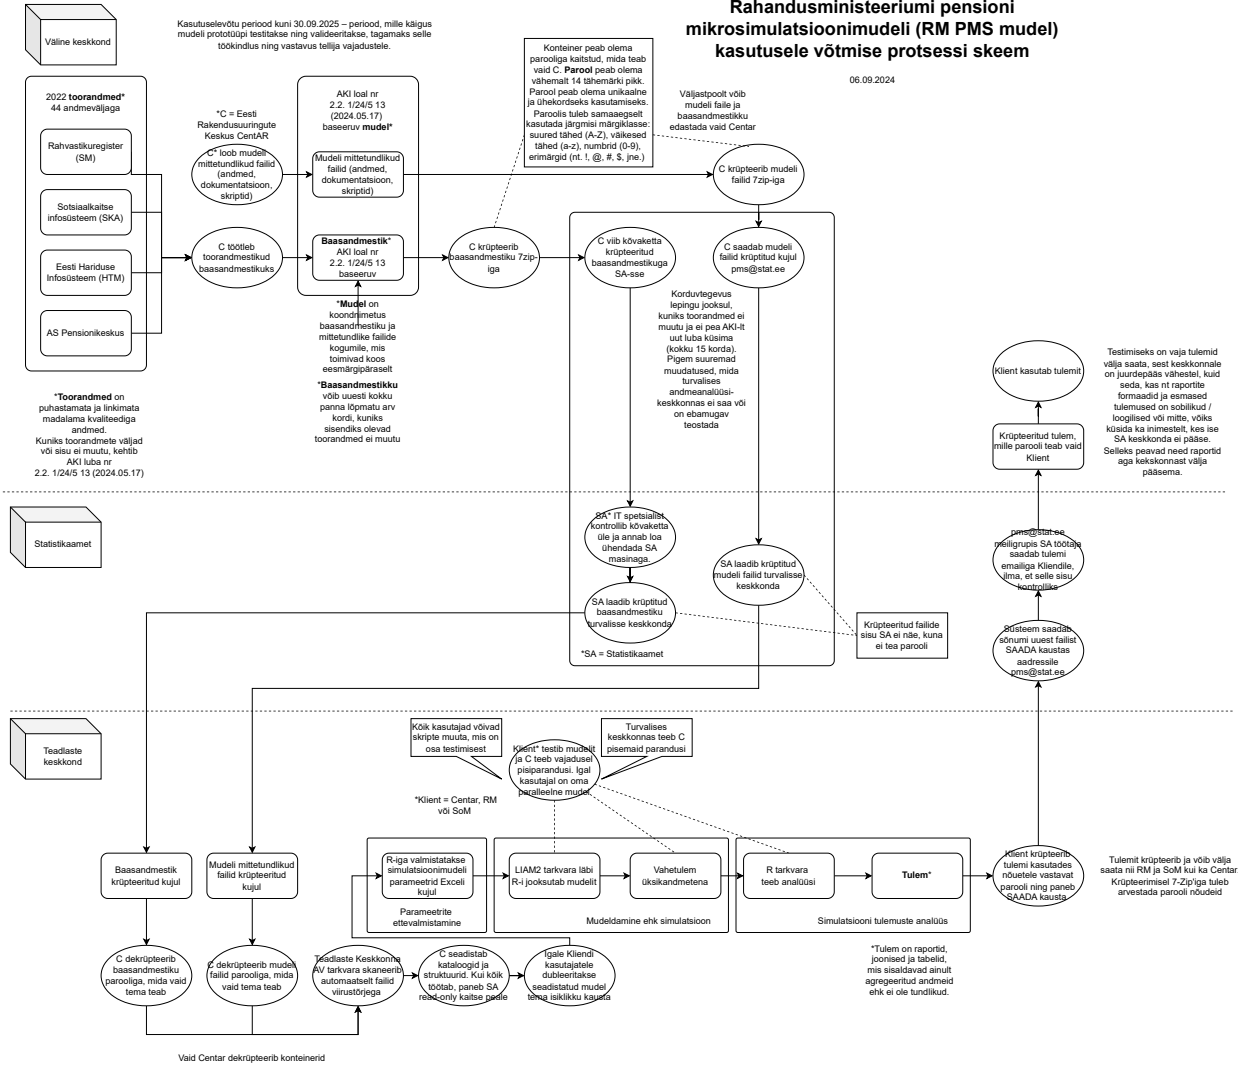 Rahandusministeeriumi pensioni
mikrosimulatsioonimudeli (RM PMS mudel)
kasutusele võtmise protsessi skeem
06.09.2024
Väline keskkond
Kasutuselevõtu periood kuni 30.09.2025 – periood, mille käigus
mudeli prototüüpi testitakse ning valideeritakse, tagamaks selle
töökindlus ning vastavus tellija vajadustele.
2022 toorandmed*
44 andmeväljaga
Rahvastikuregister
(SM)
Sotsiaalkaitse
infosüsteem (SKA)
Eesti Hariduse
Infosüsteem (HTM)
AS Pensionikeskus
*Toorandmed on
puhastamata ja linkimata
madalama kvaliteediga
andmed.
Kuniks toorandmete väljad
või sisu ei muutu, kehtib
AKI luba nr
2.2. 1/24/5 13 (2024.05.17)
*C = Eesti
Rakendusuuringute
Keskus CentAR
C* loob mudeli
mittetundlikud failid
(andmed,
dokumentatsioon,
skriptid)
C töötleb
toorandmestikud
baasandmestikuks
AKI loal nr
2.2. 1/24/5 13
(2024.05.17)
baseeruv mudel*
Mudeli mittetundlikud
failid (andmed,
dokumentatsioon,
skriptid)
Baasandmestik*
AKI loal nr
2.2. 1/24/5 13
baseeruv
*Mudel on
koondnimetus
baasandmestiku ja
mittetundlike failide
kogumile, mis
toimivad koos
eesmärgipäraselt
*Baasandmestikku
võib uuesti kokku
panna lõpmatu arv
kordi, kuniks
sisendiks olevad
toorandmed ei muutu
Konteiner peab olema
parooliga kaitstud, mida teab
vaid C. Parool peab olema
vähemalt 14 tähemärki pikk.
Parool peab olema unikaalne
ja ühekordseks kasutamiseks.
Paroolis tuleb samaaegselt
kasutada järgmisi märgiklasse:
suured tähed (A-Z), väikesed
tähed (a-z), numbrid (0-9),
erimärgid (nt. !, @, #, $, jne.)
Väljastpoolt võib
mudeli faile ja
baasandmestikku
edastada vaid Centar
C krüpteerib mudeli
failid 7zip-iga
C krüpteerib
baasandmestiku 7zip-
iga
C viib kõvaketta
krüpteeritud
baasandmestikuga
SA-sse
C saadab mudeli
failid krüptitud kujul
pms@stat.ee
Korduvtegevus
lepingu jooksul,
kuniks toorandmed ei
muutu ja ei pea AKI-lt
uut luba küsima
(kokku 15 korda).
Pigem suuremad
muudatused, mida
turvalises
andmeanalüüsi-
keskkonnas ei saa või
on ebamugav
teostada
Klient kasutab tulemit
Krüpteeritud tulem,
mille parooli teab vaid
Klient
Testimiseks on vaja tulemid
välja saata, sest keskkonnale
on juurdepääs vähestel, kuid
seda, kas nt raportite
formaadid ja esmased
tulemused on sobilikud /
loogilised või mitte, võiks
küsida ka inimestelt, kes ise
SA keskkonda ei pääse.
Selleks peavad need raportid
aga kekskonnast välja
pääsema.
Statistikaamet
SA* IT spetsialist
kontrollib kõvaketta
üle ja annab loa
ühendada SA
masinaga.
SA laadib krüptitud
baasandmestiku
turvalisse keskkonda
SA laadib krüptitud
mudeli failid turvalisse
keskkonda
*SA = Statistikaamet
Krüpteeritud failide
sisu SA ei näe, kuna
ei tea parooli
pms@stat.ee
meiligrupis SA töötaja
saadab tulemi
emailiga Kliendile,
ilma, et selle sisu
kontrolliks
Süsteem saadab
sõnumi uuest failist
SAADA kaustas
aadressile
pms@stat.ee
Teadlaste
keskkond
Kõik kasutajad võivad
skripte muuta, mis on
osa testimisest
Klient* testib mudelit
ja C teeb vajadusel
pisiparandusi. Igal
kasutajal on oma
paralleelne mudel
Turvalises
keskkonnas teeb C
pisemaid parandusi
*Klient = Centar, RM
või SoM
Baasandmestik
krüpteeritud kujul
Mudeli mittetundlikud
failid krüpteeritud
kujul
R-iga valmistatakse
simulatsioonimudeli
parameetrid Exceli
kujul
Parameetrite
ettevalmistamine
LIAM2 tarkvara läbi
R-i jooksutab mudelit
Vahetulem
üksikandmetena
Mudeldamine ehk simulatsioon
R tarkvara
teeb analüüsi
Tulem*
Simulatsiooni tulemuste analüüs
Klient krüpteerib
tulemi kasutades
nõuetele vastavat
parooli ning paneb
SAADA kausta
Tulemit krüpteerib ja võib välja
saata nii RM ja SoM kui ka Centar.
Krüpteerimisel 7-Zip'iga tuleb
arvestada parooli nõudeid
C dekrüpteerib
baasandmestiku
parooliga, mida vaid
tema teab
C dekrüpteerib mudeli
failid parooliga, mida
vaid tema teab
Teadlaste Keskkonna
AV tarkvara skaneerib
automaatselt failid
viirustõrjega
C seadistab
kataloogid ja
struktuurid. Kui kõik
töötab, paneb SA
read-only kaitse peale
Igale Kliendi
kasutajatele
dubleeritakse
seadistatud mudel
tema isiklikku kausta
*Tulem on raportid,
joonised ja tabelid,
mis sisaldavad ainult
agregeeritud andmeid
ehk ei ole tundlikud.
Vaid Centar dekrüpteerib konteinerid